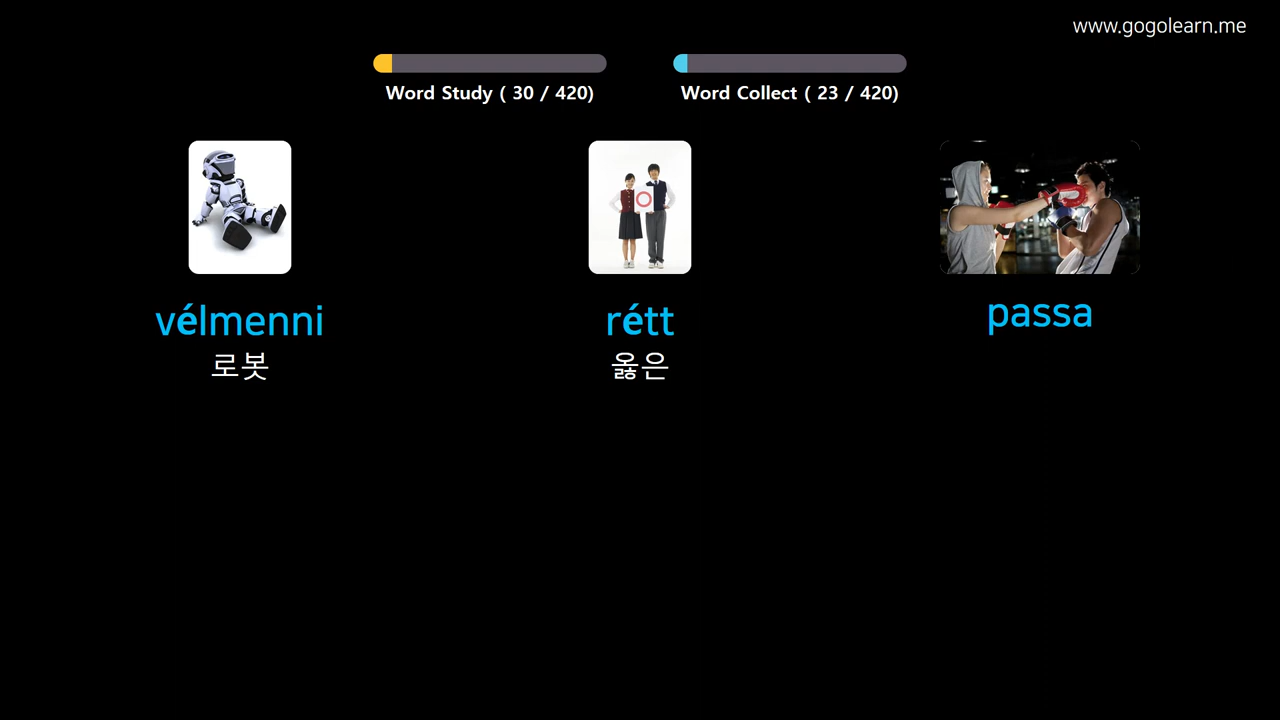 www.gogolearn.me
Word Study ( 30 / 420)
Word Collect ( 23 / 420)
vélmenni
로봇
rétt
옳은
passa